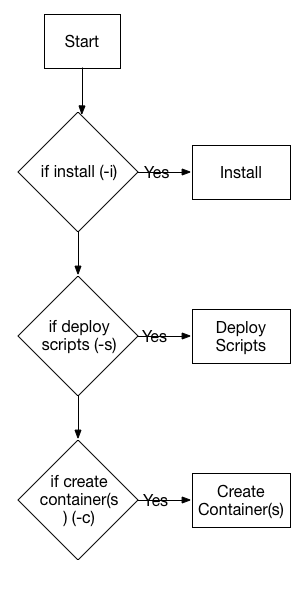 Start
if install (-i)
Yes
Install
if deploy
scripts (-s)
Yes
Deploy
Scripts
if create
container(s
) (-c)
Yes
Create
Container(s)